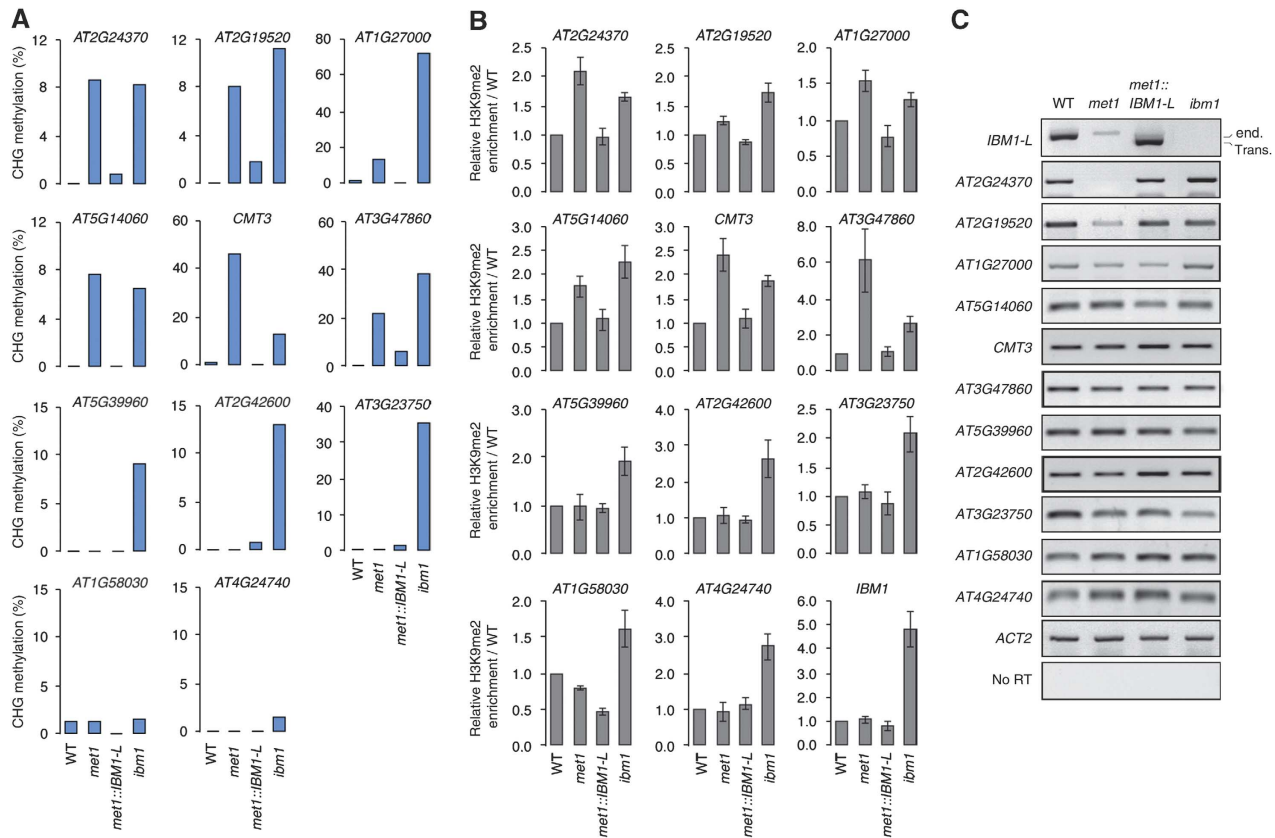 A
AT2G24370
AT2G19520
AT1G27000
CHG methylation (%)
12
8
4
0
12
8
4
0
80
60
40
20
0
AT5G14060
CMT3
AT3G47860
CHG methylation (%)
12
8
4
0
60
40
20
0
60
40
20
0
AT5G39960
AT2G42600
AT3G23750
CHG methylation (%)
15
10
5
0
15
10
5
0
40
30
20
10
0
WT
met1
met1::IBM1-L
ibm1
AT1G58030
AT4G24740
CHG methylation (%)
15
10
5
0
15
10
5
0
WT
met1
met1::IBM1-L
ibm1
WT
met1
met1::IBM1-L
ibm1
B
AT2G24370
AT2G19520
AT1G27000
Relative H3K9me2
enrichment / WT
2.5
2.0
1.5
1.0
0.5
0.0
2.5
2.0
1.5
1.0
0.5
0.0
2.0
1.5
1.0
0.5
0.0
AT5G14060
CMT3
AT3G47860
Relative H3K9me2
enrichment / WT
3.0
2.5
2.0
1.5
1.0
0.5
0.0
3.0
2.5
2.0
1.5
1.0
0.5
0.0
8.0
6.0
4.0
2.0
0.0
AT5G39960
AT2G42600
AT3G23750
Relative H3K9me2
enrichment / WT
3.0
2.0
1.0
0.0
4.0
3.0
2.0
1.0
0.0
2.5
2.0
1.5
1.0
0.5
0.0
AT1G58030
AT4G24740
IBM1
Relative H3K9me2
enrichment / WT
2.0
1.5
1.0
0.5
0.0
4.0
3.0
2.0
1.0
0.0
6.0
5.0
4.0
3.0
2.0
1.0
0.0
WT
met1
met1::IBM1-L
ibm1
WT
met1
met1::IBM1-L
ibm1
WT
met1
met1::IBM1-L
ibm1
C
met1::
WT met1 IBM1-L ibm1
IBM1-L
end.
Trans.
AT2G24370
AT2G19520
AT1G27000
AT5G14060
CMT3
AT3G47860
AT5G39960
AT2G42600
AT3G23750
AT1G58030
AT4G24740
ACT2
No RT